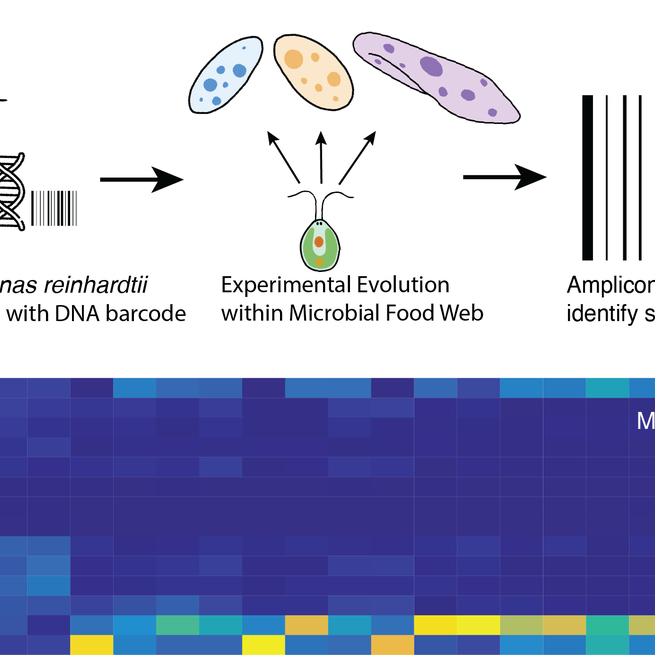 nas reinhardtii
with DNA barcode
Experimental Evolution
within Microbial Food Web
Amplicon
identify s
M